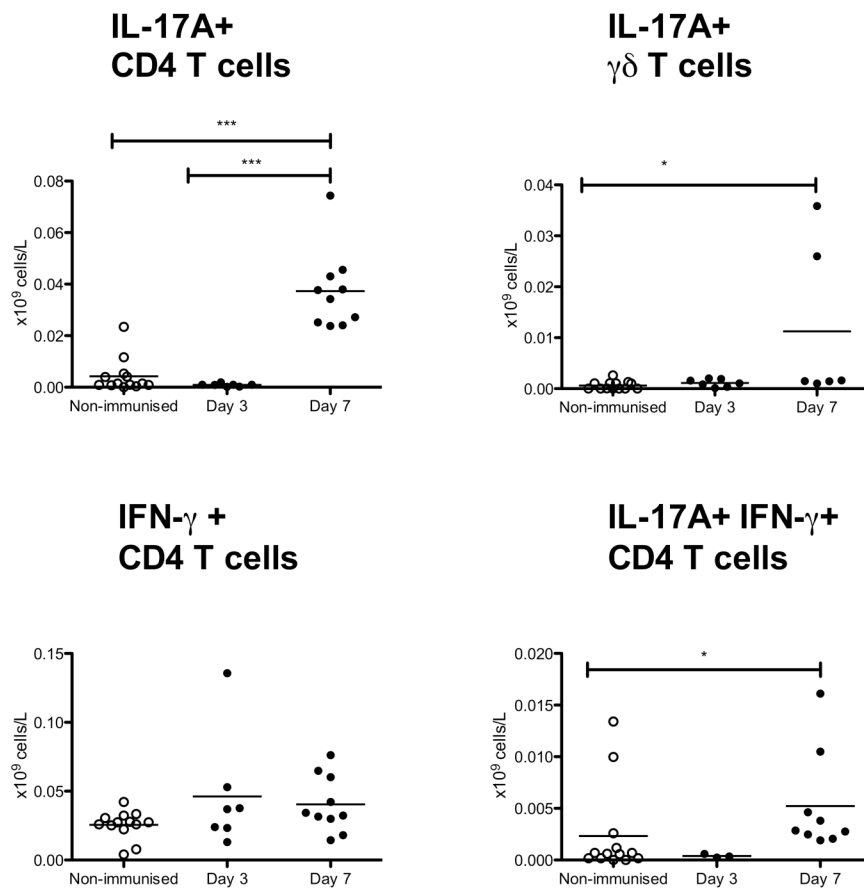 IL-17A+
CD4 T cells
***
***
0.08
0.06
0.04
0.02
0.00
x10⁹ cells/L
Non-immunised Day 3 Day 7
IL-17A+
γδ T cells
*
0.04
0.03
0.02
0.01
0.00
x10⁹ cells/L
Non-immunised Day 3 Day 7
IFN-γ +
CD4 T cells
0.15
0.10
0.05
0.00
x10⁹ cells/L
Non-immunised Day 3 Day 7
IL-17A+ IFN-γ+
CD4 T cells
*
0.020
0.015
0.010
0.005
0.000
x10⁹ cells/L
Non-immunised Day 3 Day 7